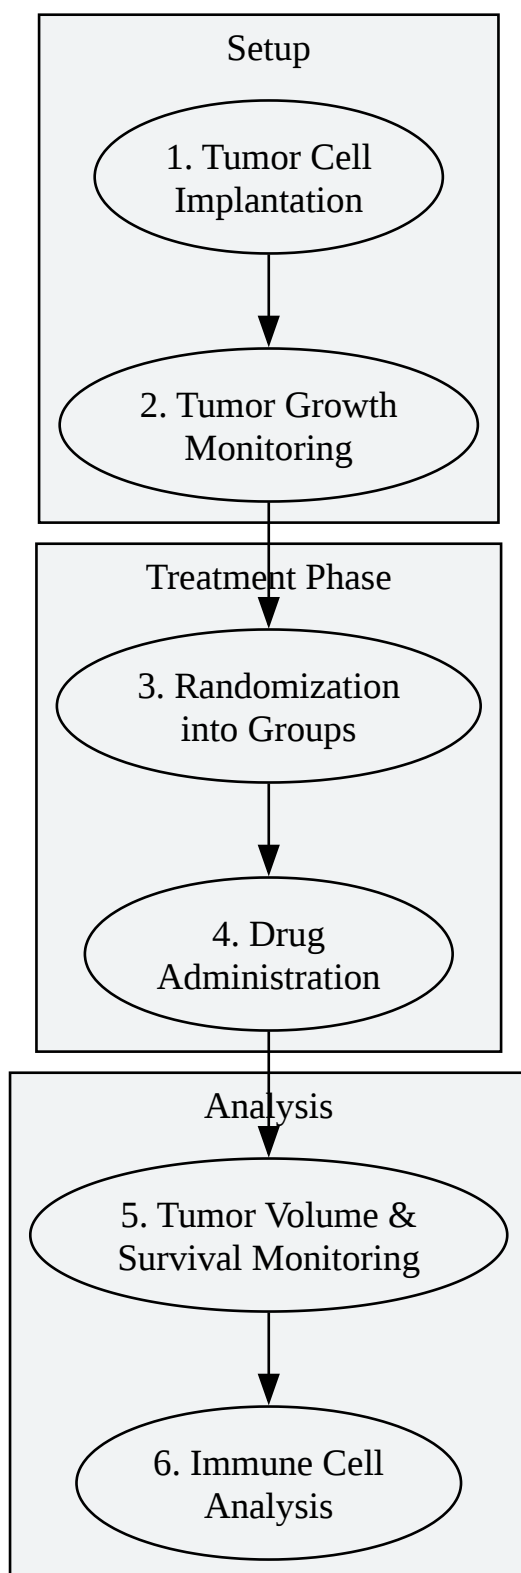 Setup
1. Tumor Cell
Implantation
2. Tumor Growth
Monitoring
Treatment Phase
3. Randomization
into Groups
4. Drug
Administration
Analysis
5. Tumor Volume &
Survival Monitoring
6. Immune Cell
Analysis